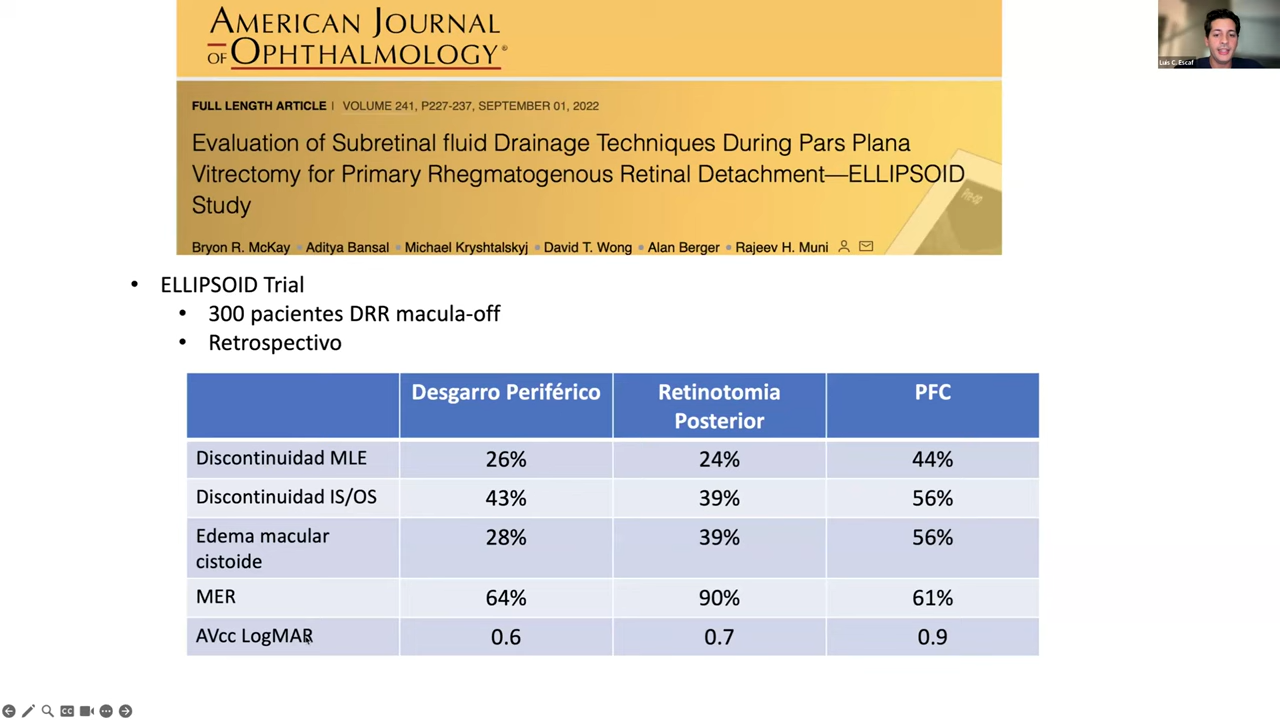 AMERICAN JOURNAL
OF OPHTHALMOLOGY®
Luis C. Escaf
FULL LENGTH ARTICLE | VOLUME 241, P227-237, SEPTEMBER 01, 2022
Evaluation of Subretinal fluid Drainage Techniques During Pars Plana
Vitrectomy for Primary Rhegmatogenous Retinal Detachment—ELLIPSOID
Study
Bryon R. McKay • Aditya Bansal • Michael Kryshtalskyj • David T. Wong • Alan Berger • Rajeev H. Muni
• ELLIPSOID Trial
• 300 pacientes DRR macula-off
• Retrospectivo
Desgarro Periférico Retinotomia Posterior PFC
Discontinuidad MLE 26% 24% 44%
Discontinuidad IS/OS 43% 39% 56%
Edema macular cistoide 28% 39% 56%
MER 64% 90% 61%
AVcc LogMAR 0.6 0.7 0.9